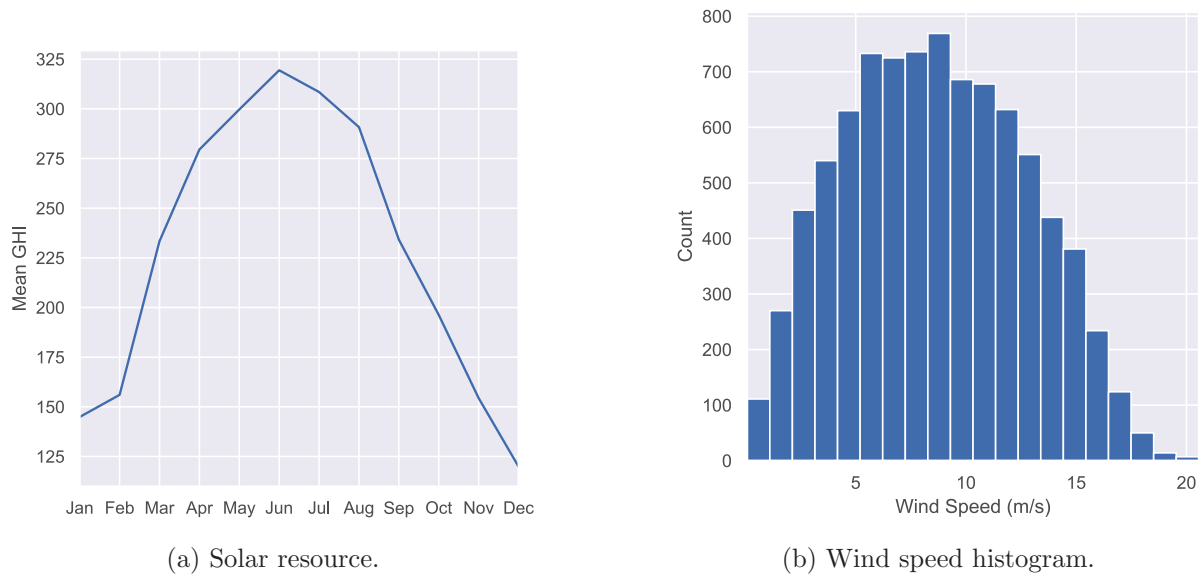 325
300
275
250
225
200
175
150
125
Mean GHI
Jan Feb Mar Apr May Jun Jul Aug Sep Oct Nov Dec
(a) Solar resource.
800
700
600
500
400
300
200
100
0
Count
5 10 15 20
Wind Speed (m/s)
(b) Wind speed histogram.